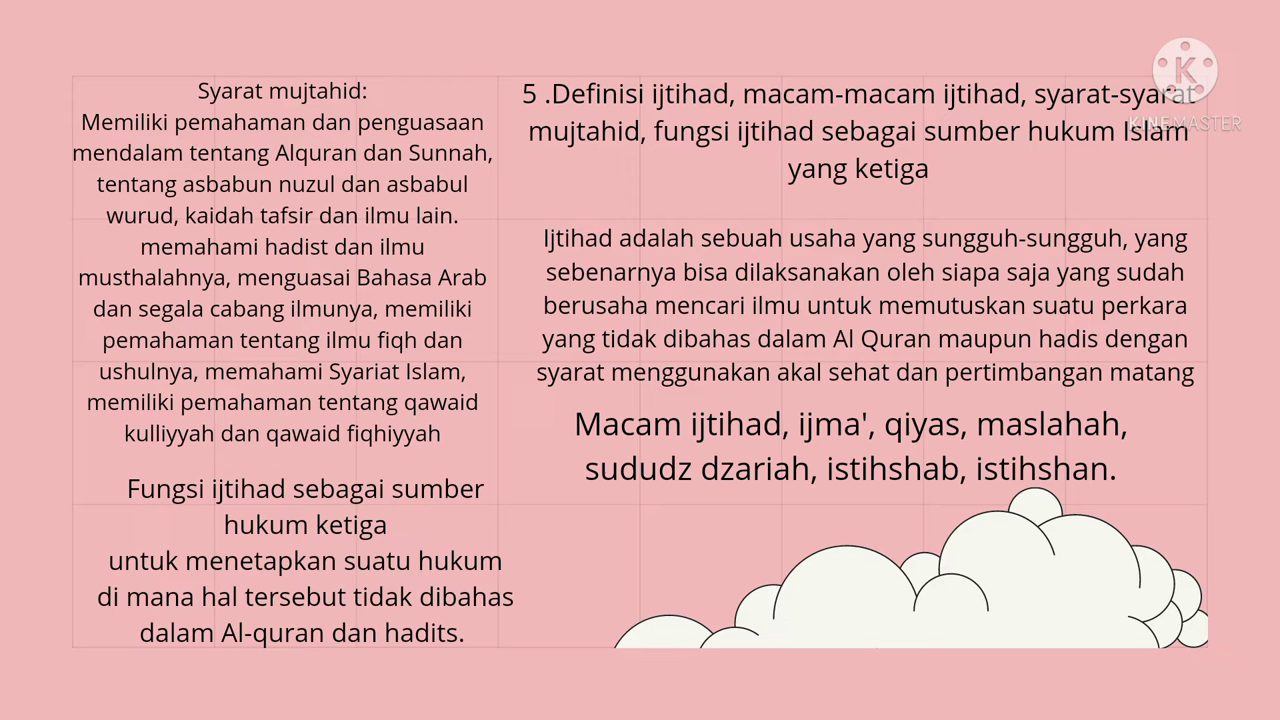 Syarat mujtahid:
Memiliki pemahaman dan penguasaan
mendalam tentang Alquran dan Sunnah,
tentang asbabun nuzul dan asbabul
wurud, kaidah tafsir dan ilmu lain.
memahami hadist dan ilmu
musthalahnya, menguasai Bahasa Arab
dan segala cabang ilmunya, memiliki
pemahaman tentang ilmu fiqh dan
ushulnya, memahami Syariat Islam,
memiliki pemahaman tentang qawaid
kulliyyah dan qawaid fiqhiyyah
Fungsi ijtihad sebagai sumber
hukum ketiga
untuk menetapkan suatu hukum
di mana hal tersebut tidak dibahas
dalam Al-quran dan hadits.
5 .Definisi ijtihad, macam-macam ijtihad, syarat-syarat
mujtahid, fungsi ijtihad sebagai sumber hukum Islam
yang ketiga
Ijtihad adalah sebuah usaha yang sungguh-sungguh, yang
sebenarnya bisa dilaksanakan oleh siapa saja yang sudah
berusaha mencari ilmu untuk memutuskan suatu perkara
yang tidak dibahas dalam Al Quran maupun hadis dengan
syarat menggunakan akal sehat dan pertimbangan matang
Macam ijtihad, ijma', qiyas, maslahah,
sududz dzariah, istihshab, istihshan.
K
KINEMASTER